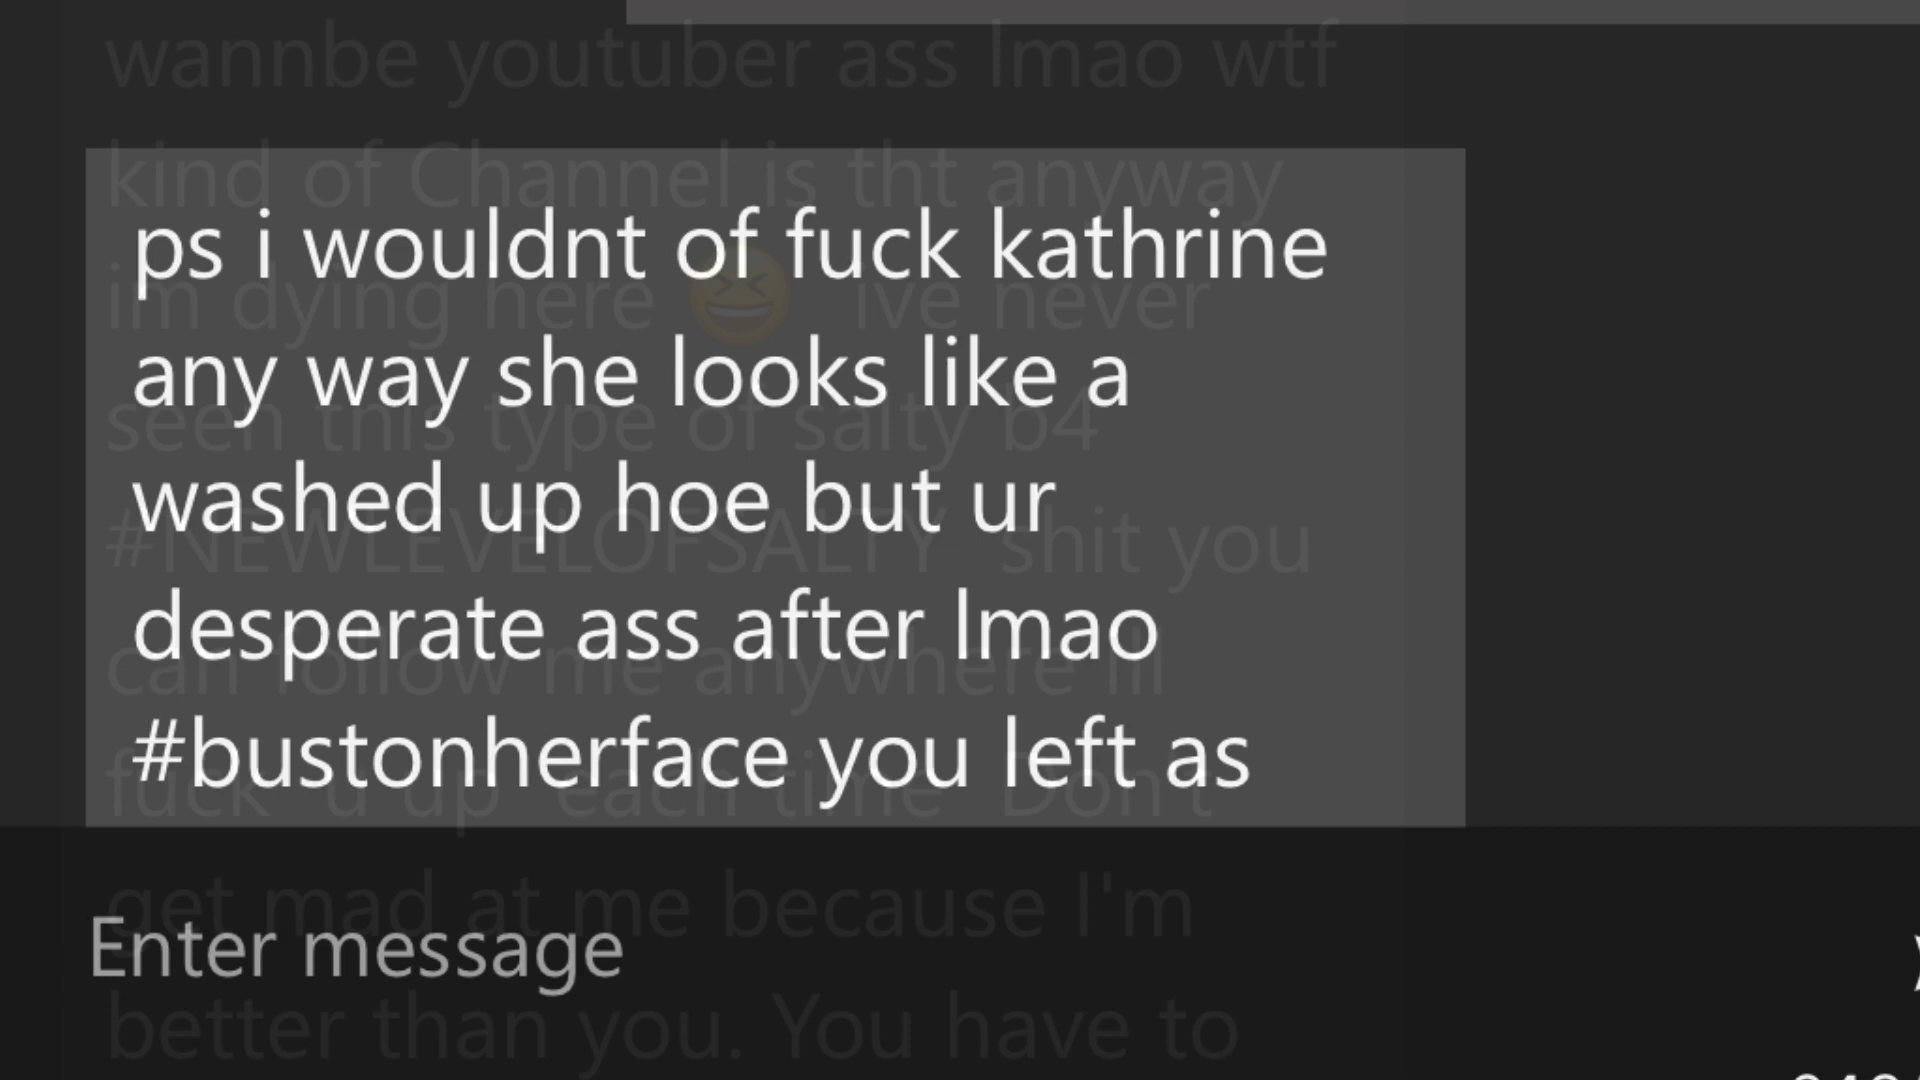 wannbe youtuber ass lmao wtf
kind of Channel is tht anyway
ps i wouldnt of fuck kathrine
im dying here 😆 ive never
any way she looks like a
seen this type of salty b4
washed up hoe but ur
#NEWLEVELOFSALTY shit you
desperate ass after lmao
can follow me anywhere ill
#bustonherface you left as
fuck u up each time Don't
get mad at me because I'm
Enter message
better than you. You have to